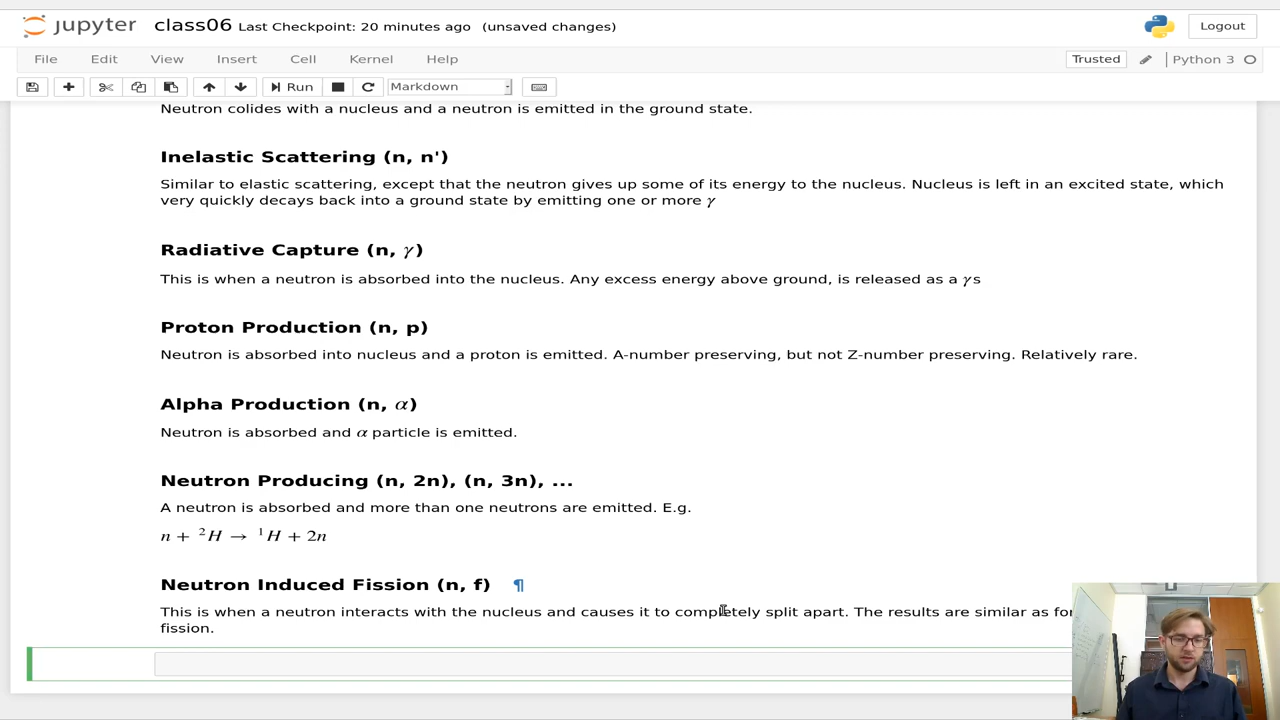 jupyter class06 Last Checkpoint: 20 minutes ago (unsaved changes) Logout
File Edit View Insert Cell Kernel Help Trusted Python 3
Run Markdown
Neutron colides with a nucleus and a neutron is emitted in the ground state.
Inelastic Scattering (n, n')
Similar to elastic scattering, except that the neutron gives up some of its energy to the nucleus. Nucleus is left in an excited state, which
very quickly decays back into a ground state by emitting one or more γ
Radiative Capture (n, γ)
This is when a neutron is absorbed into the nucleus. Any excess energy above ground, is released as a γs
Proton Production (n, p)
Neutron is absorbed into nucleus and a proton is emitted. A-number preserving, but not Z-number preserving. Relatively rare.
Alpha Production (n, α)
Neutron is absorbed and α particle is emitted.
Neutron Producing (n, 2n), (n, 3n), ...
A neutron is absorbed and more than one neutrons are emitted. E.g.
n + ²H → ¹H + 2n
Neutron Induced Fission (n, f) ¶
This is when a neutron interacts with the nucleus and causes it to completely split apart. The results are similar as
fission.